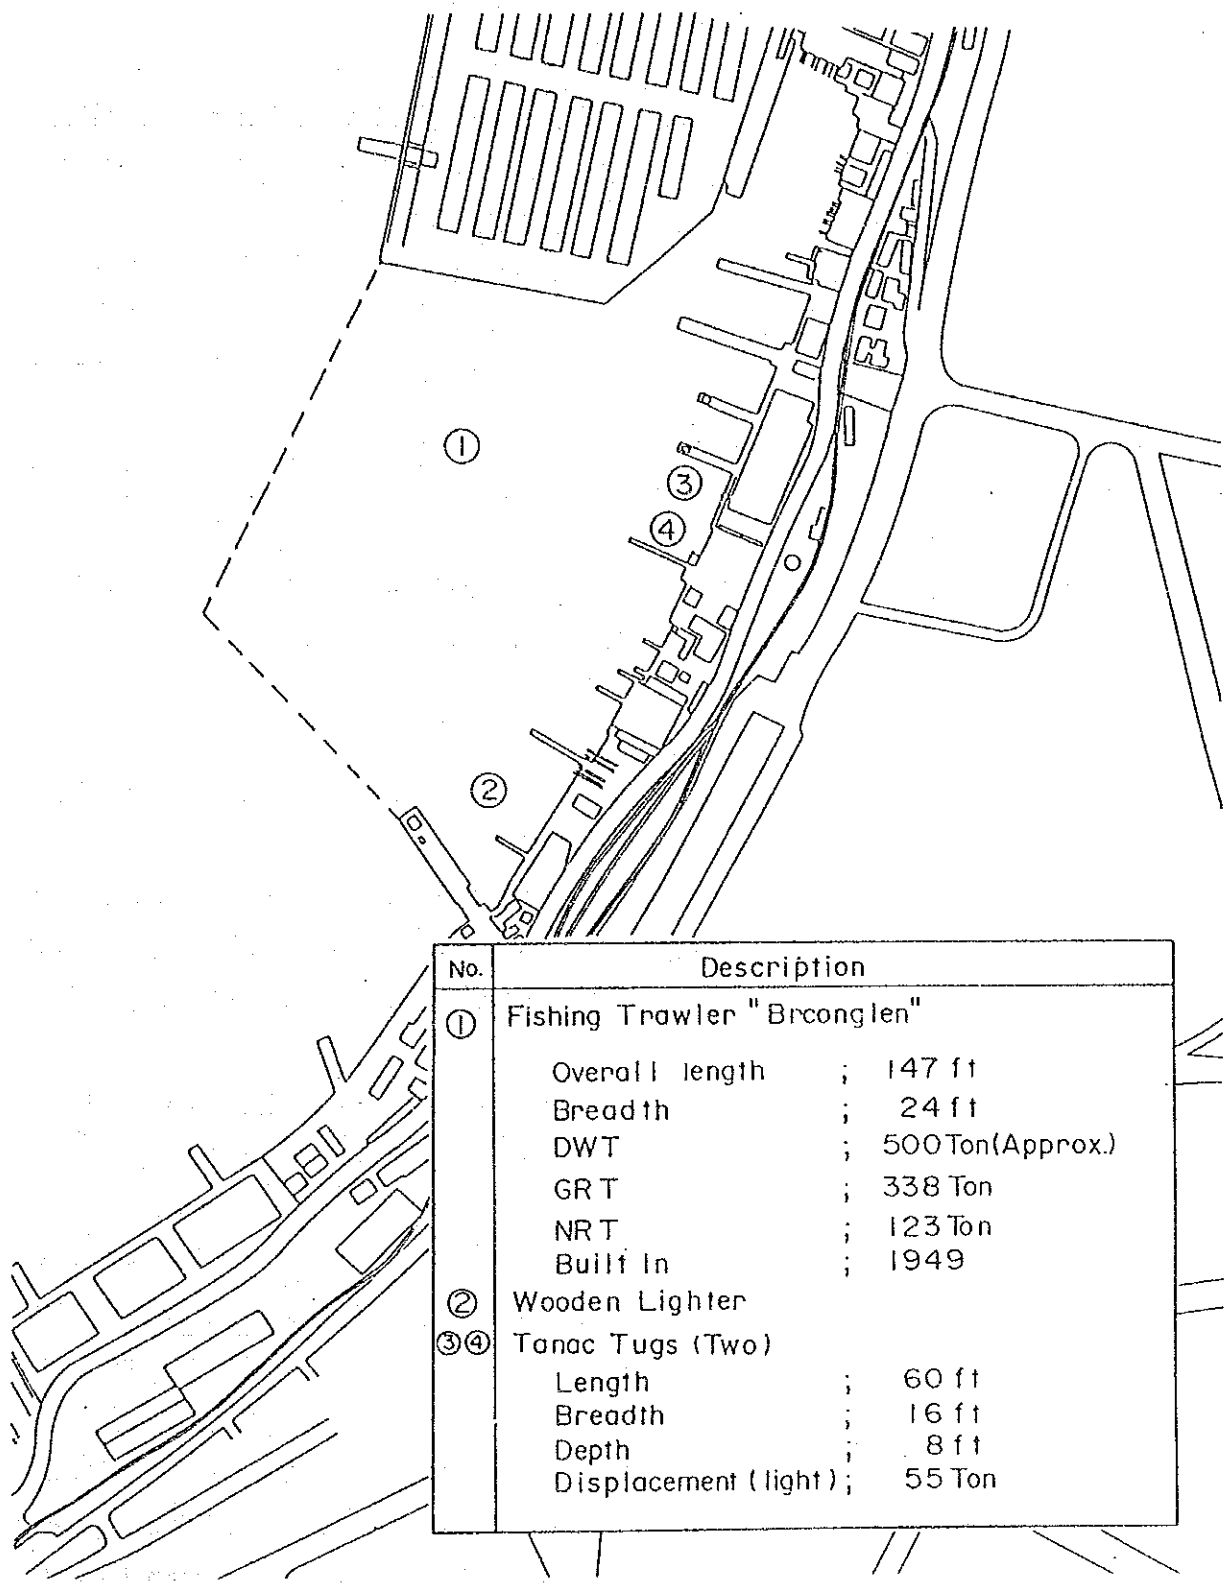 ①
③
④
②
No. Description
① Fishing Trawler "Brconglen"
Overall length ; 147 ft
Breadth ; 24 ft
DWT ; 500 Ton (Approx.)
GRT ; 338 Ton
NRT ; 123 Ton
Built In ; 1949
② Wooden Lighter
③④ Tanac Tugs (Two)
Length ; 60 ft
Breadth ; 16 ft
Depth ; 8 ft
Displacement (light) ; 55 Ton